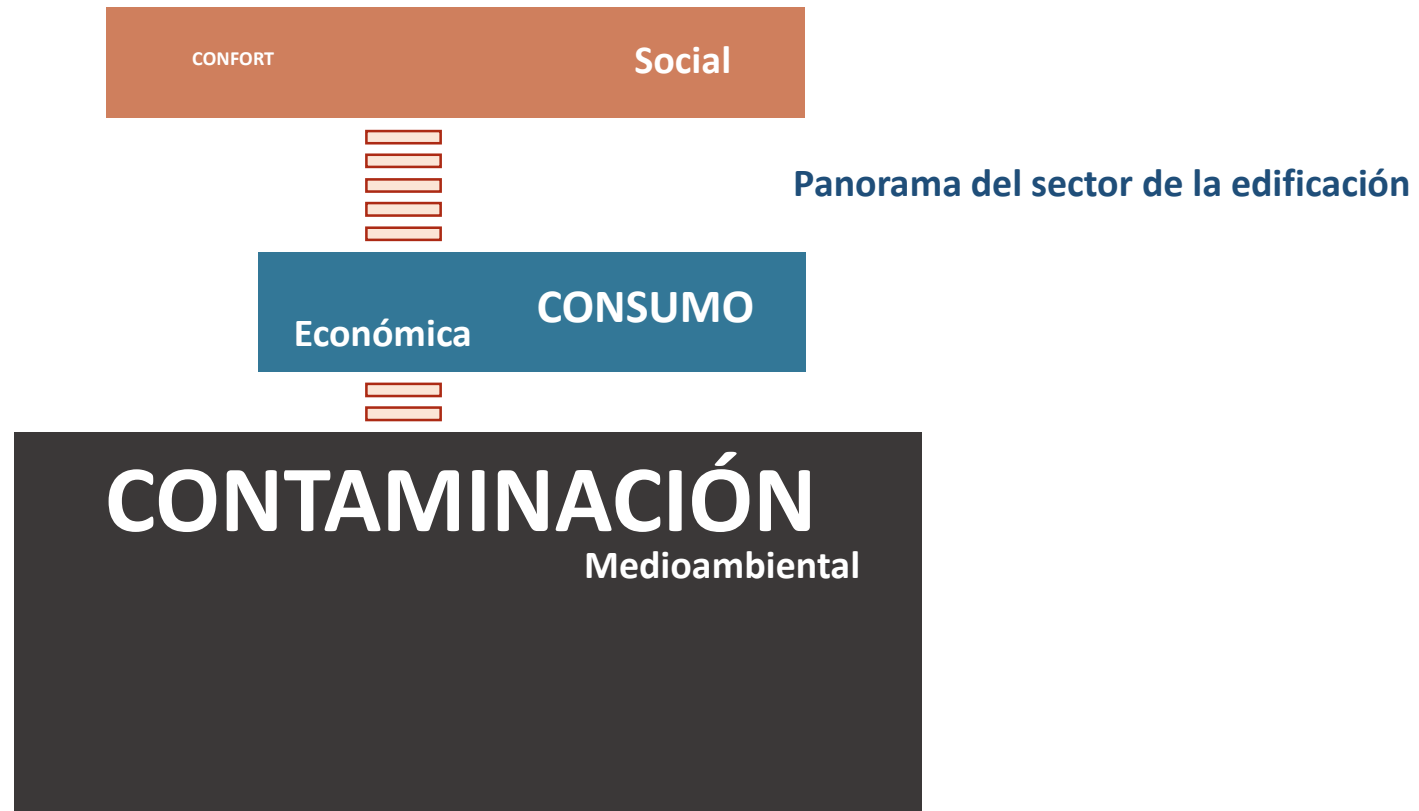 CONFORT
Social
Panorama del sector de la edificación
CONSUMO
Económica
CONTAMINACIÓN
Medioambiental